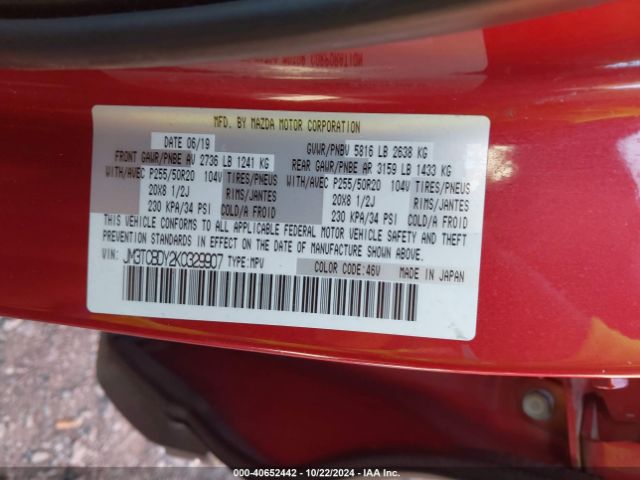 MFD. BY MAZDA MOTOR CORPORATION
DATE 06/19 GVWR/PNBV 5816 LB 2638 KG
FRONT GAWR/PNBE AV 2736 LB 1241 KG REAR GAWR/PNBE AR 3159 LB 1433 KG
WITH/AVEC P255/50R20 104V TIRES/PNEUS WITH/AVEC P255/50R20 104V TIRES/PNEUS
20X8 1/2J RIMS/JANTES 20X8 1/2J RIMS/JANTES
230 KPA/34 PSI COLD/A FROID 230 KPA/34 PSI COLD/A FROID
THIS VEHICLE CONFORMS TO ALL APPLICABLE FEDERAL MOTOR VEHICLE SAFETY AND THEFT
PREVENTION STANDARDS IN EFFECT ON THE DATE OF MANUFACTURE SHOWN ABOVE.
VIN: JM3TCBDY2K0329907 TYPE:MPV COLOR CODE:46V MADE IN JAPAN
000-40652442 - 10/22/2024 - IAA Inc.